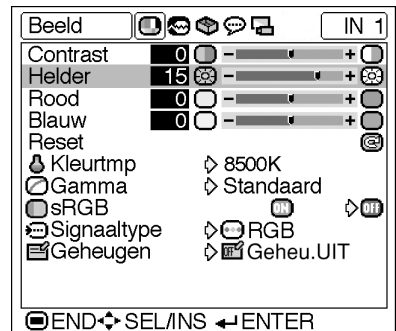 Beeld IN 1
Contrast 0 - +
Helder 15 - +
Rood 0 - +
Blauw 0 - +
Reset
Kleurtmp 8500K
Gamma Standaard
sRGB ON OFF
Signaaltype RGB
Geheugen OFF Geheu.UIT
END SEL/INS ENTER